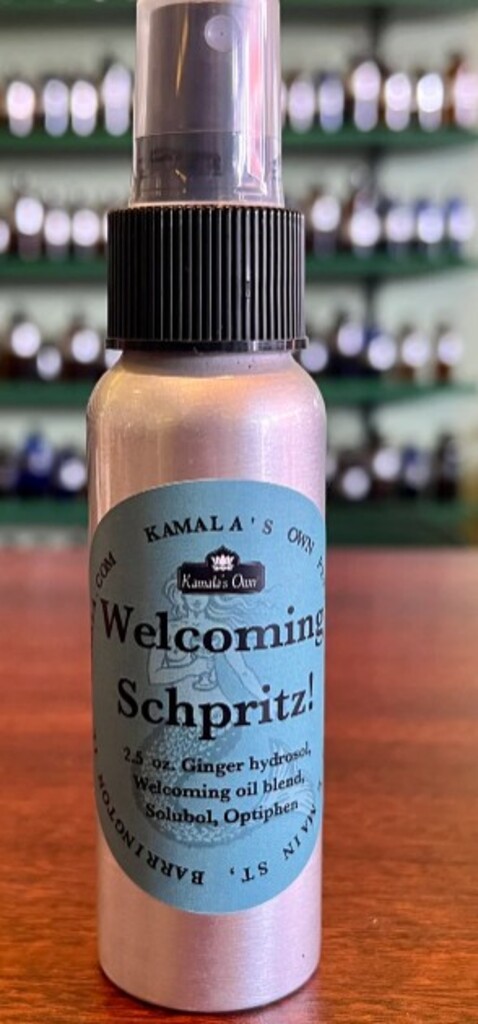 KAMALA'S OWN
Kamala's Own
Welcoming
Schpritz!
2.5 oz. Ginger hydrosol,
Welcoming oil blend,
Solubol, Optiphen
MAIN ST, BARRINGTON
COM